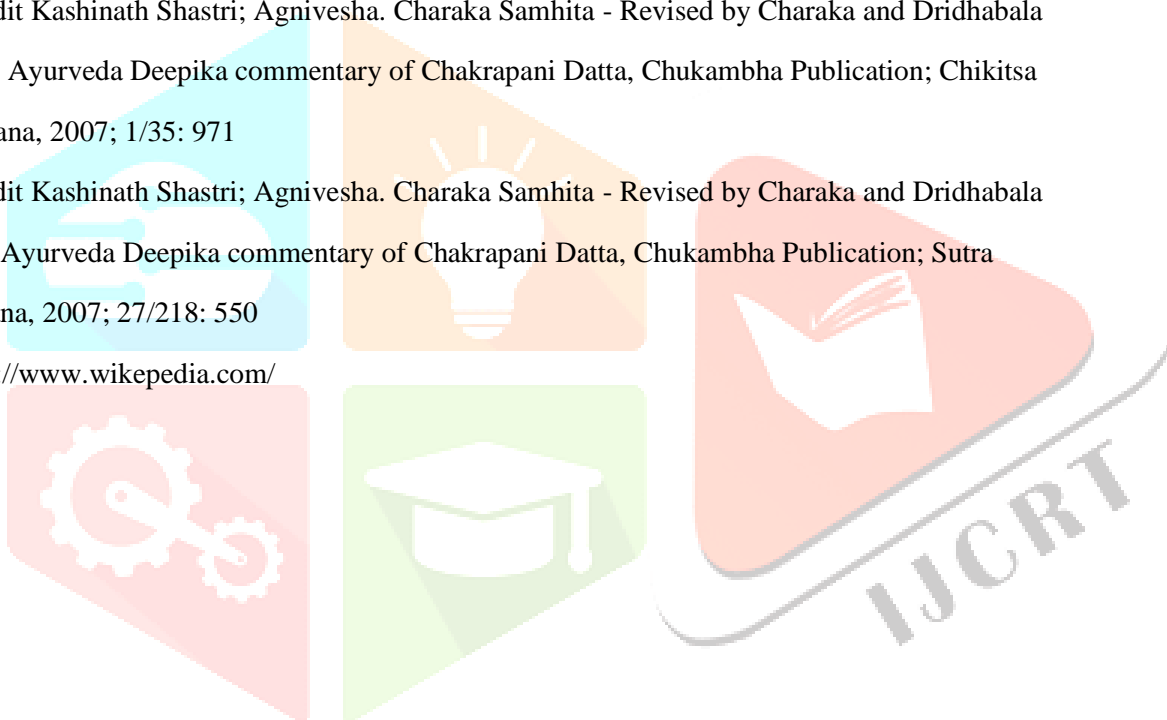 dit Kashinath Shastri; Agnivesha. Charaka Samhita - Revised by Charaka and Dridhabala
Ayurveda Deepika commentary of Chakrapani Datta, Chukambha Publication; Chikitsa
ana, 2007; 1/35: 971
dit Kashinath Shastri; Agnivesha. Charaka Samhita - Revised by Charaka and Dridhabala
Ayurveda Deepika commentary of Chakrapani Datta, Chukambha Publication; Sutra
na, 2007; 27/218: 550
://www.wikepedia.com/
IJCRT